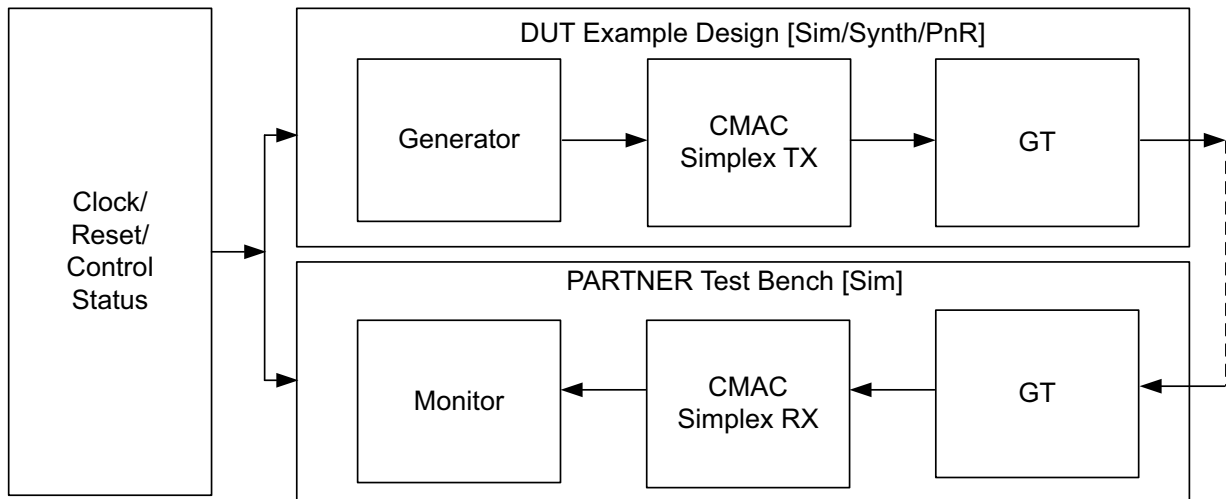 Clock/
Reset/
Control
Status
DUT Example Design [Sim/Synth/PnR]
Generator
CMAC
Simplex TX
GT
PARTNER Test Bench [Sim]
Monitor
CMAC
Simplex RX
GT